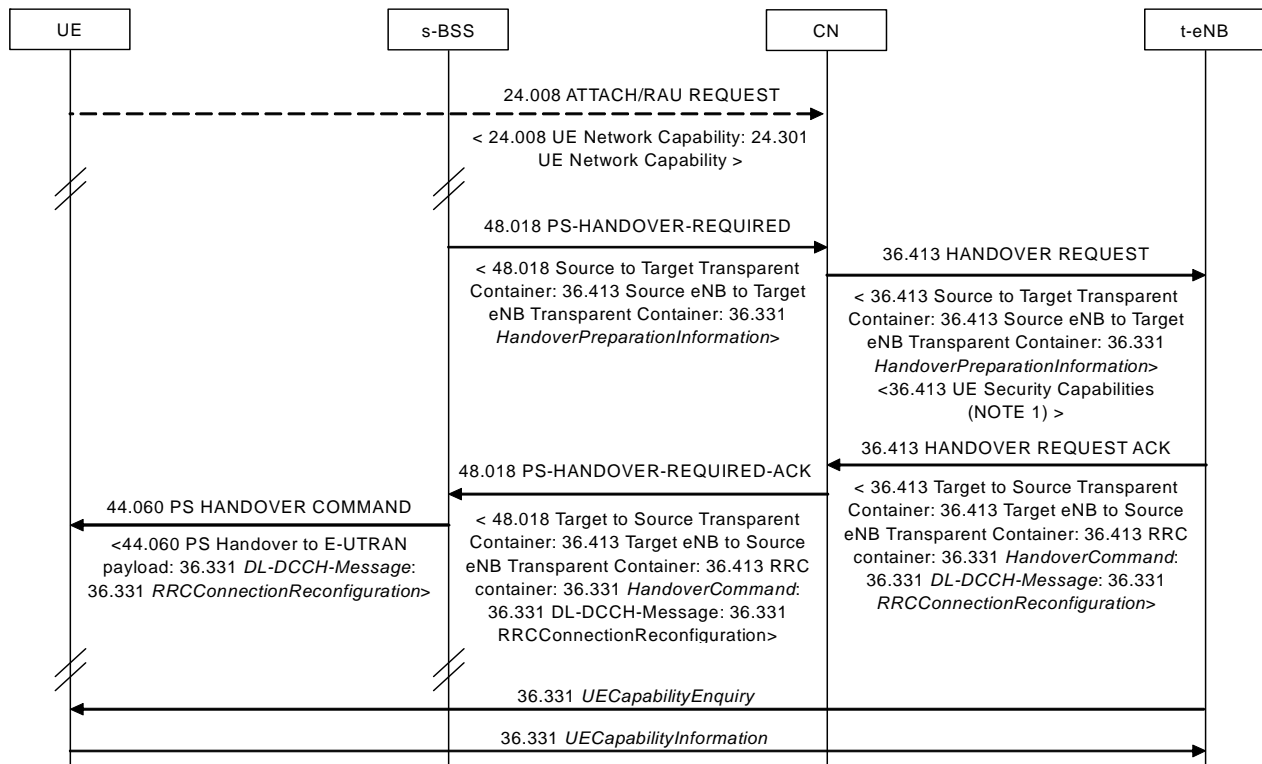 UE
s-BSS
CN
t-eNB
24.008 ATTACH/RAU REQUEST
< 24.008 UE Network Capability: 24.301
UE Network Capability >
48.018 PS-HANDOVER-REQUIRED
< 48.018 Source to Target Transparent
Container: 36.413 Source eNB to Target
eNB Transparent Container: 36.331
HandoverPreparationInformation>
36.413 HANDOVER REQUEST
< 36.413 Source to Target Transparent
Container: 36.413 Source eNB to Target
eNB Transparent Container: 36.331
HandoverPreparationInformation>
<36.413 UE Security Capabilities
(NOTE 1) >
36.413 HANDOVER REQUEST ACK
< 36.413 Target to Source Transparent
Container: 36.413 Target eNB to Source
eNB Transparent Container: 36.413 RRC
container: 36.331 HandoverCommand:
36.331 DL-DCCH-Message: 36.331
RRCConnectionReconfiguration>
48.018 PS-HANDOVER-REQUIRED-ACK
< 48.018 Target to Source Transparent
Container: 36.413 Target eNB to Source
eNB Transparent Container: 36.413 RRC
container: 36.331 HandoverCommand:
36.331 DL-DCCH-Message: 36.331
RRCConnectionReconfiguration>
44.060 PS HANDOVER COMMAND
<44.060 PS Handover to E-UTRAN
payload: 36.331 DL-DCCH-Message:
36.331 RRCConnectionReconfiguration>
36.331 UECapabilityEnquiry
36.331 UECapabilityInformation